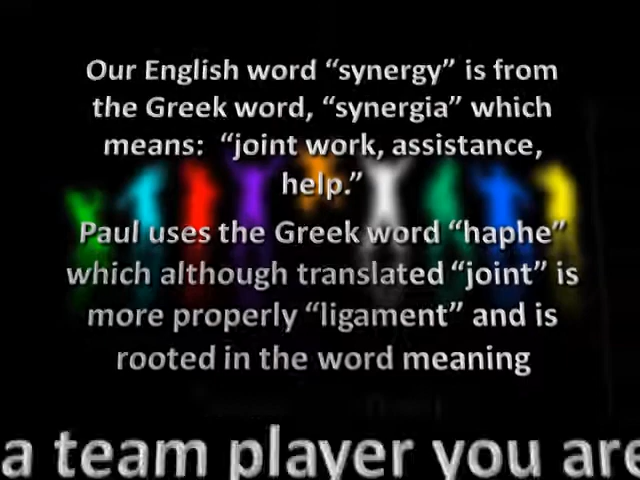 Our English word “synergy” is from
the Greek word, “synergia” which
means:  “joint work, assistance,
help.”
Paul uses the Greek word “haphe”
which although translated “joint” is
more properly “ligament” and is
rooted in the word meaning
a team player you are